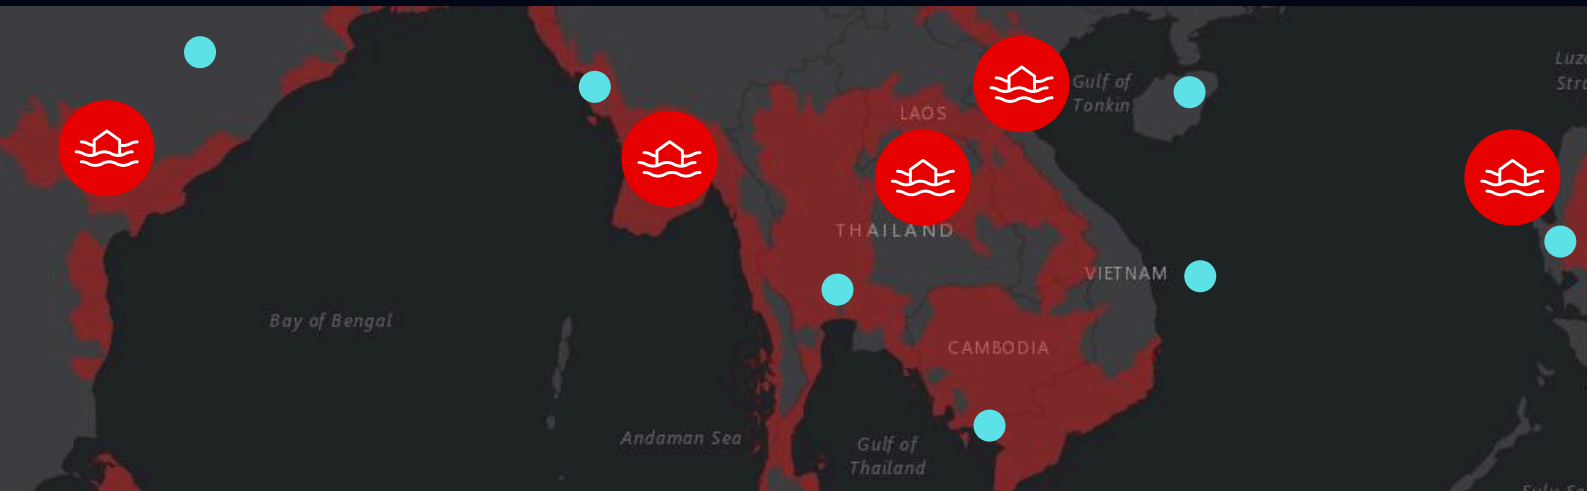 Gulf of
Tonkin
LAOS
THAILAND
VIETNAM
Bay of Bengal
CAMBODIA
Andaman Sea
Gulf of
Thailand